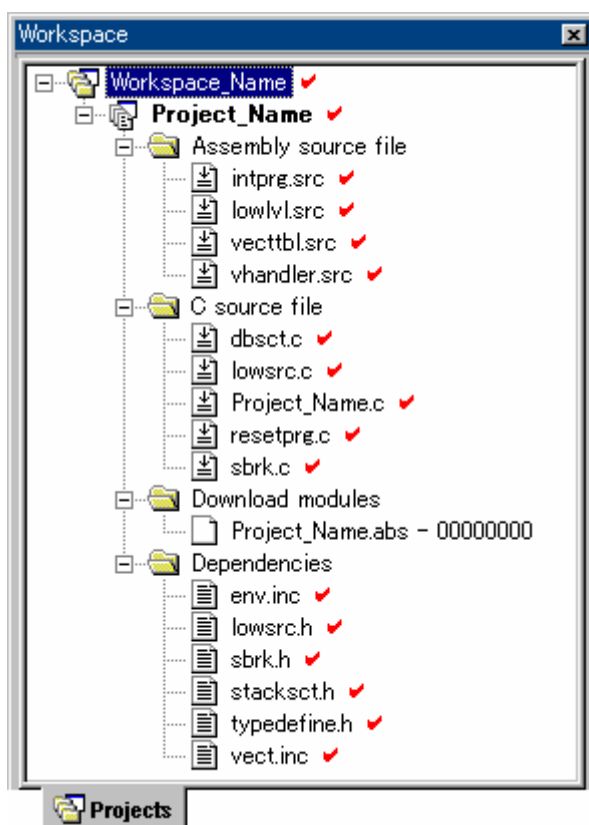 Workspace
Workspace_Name
Project_Name
Assembly source file
intprg.src
lowlvl.src
vecttbl.src
vhandler.src
C source file
dbsct.c
lowsrc.c
Project_Name.c
resetprg.c
sbrk.c
Download modules
Project_Name.abs - 00000000
Dependencies
env.inc
lowsrc.h
sbrk.h
stacksct.h
typedefine.h
vect.inc
Projects